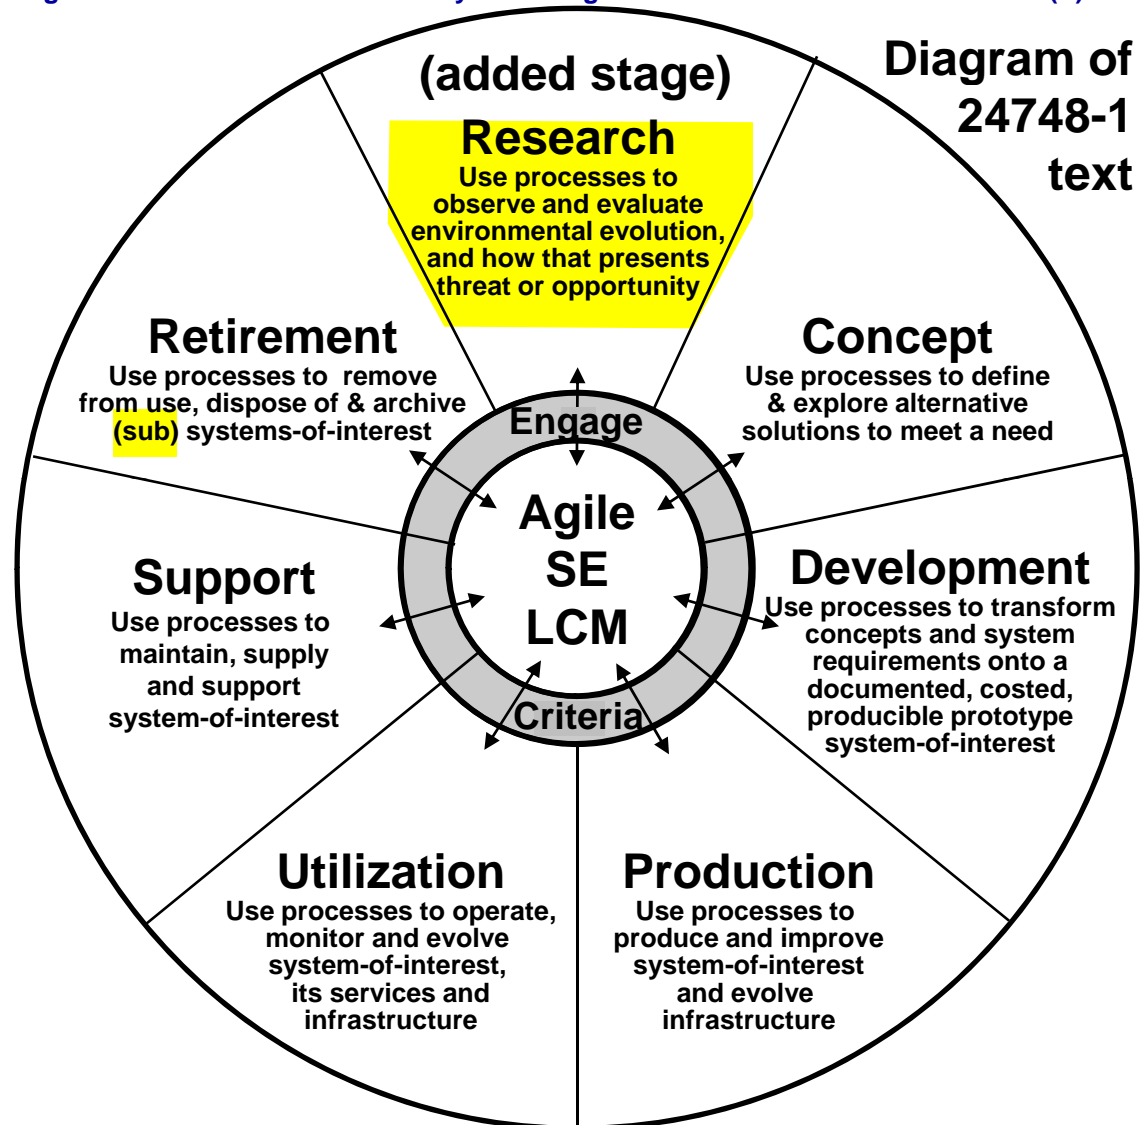 (added stage)
Research
Use processes to
observe and evaluate
environmental evolution,
and how that presents
threat or opportunity
Diagram of
24748-1
text
Retirement
Use processes to  remove
from use, dispose of & archive
(sub) systems-of-interest
Concept
Use processes to define
& explore alternative
solutions to meet a need
Engage
Agile
SE
LCM
Criteria
Support
Use processes to
maintain, supply
and support
system-of-interest
Development
Use processes to transform
concepts and system
requirements onto a
documented, costed,
producible prototype
system-of-interest
Utilization
Use processes to operate,
monitor and evolve
system-of-interest,
its services and
infrastructure
Production
Use processes to
produce and improve
system-of-interest
and evolve
infrastructure